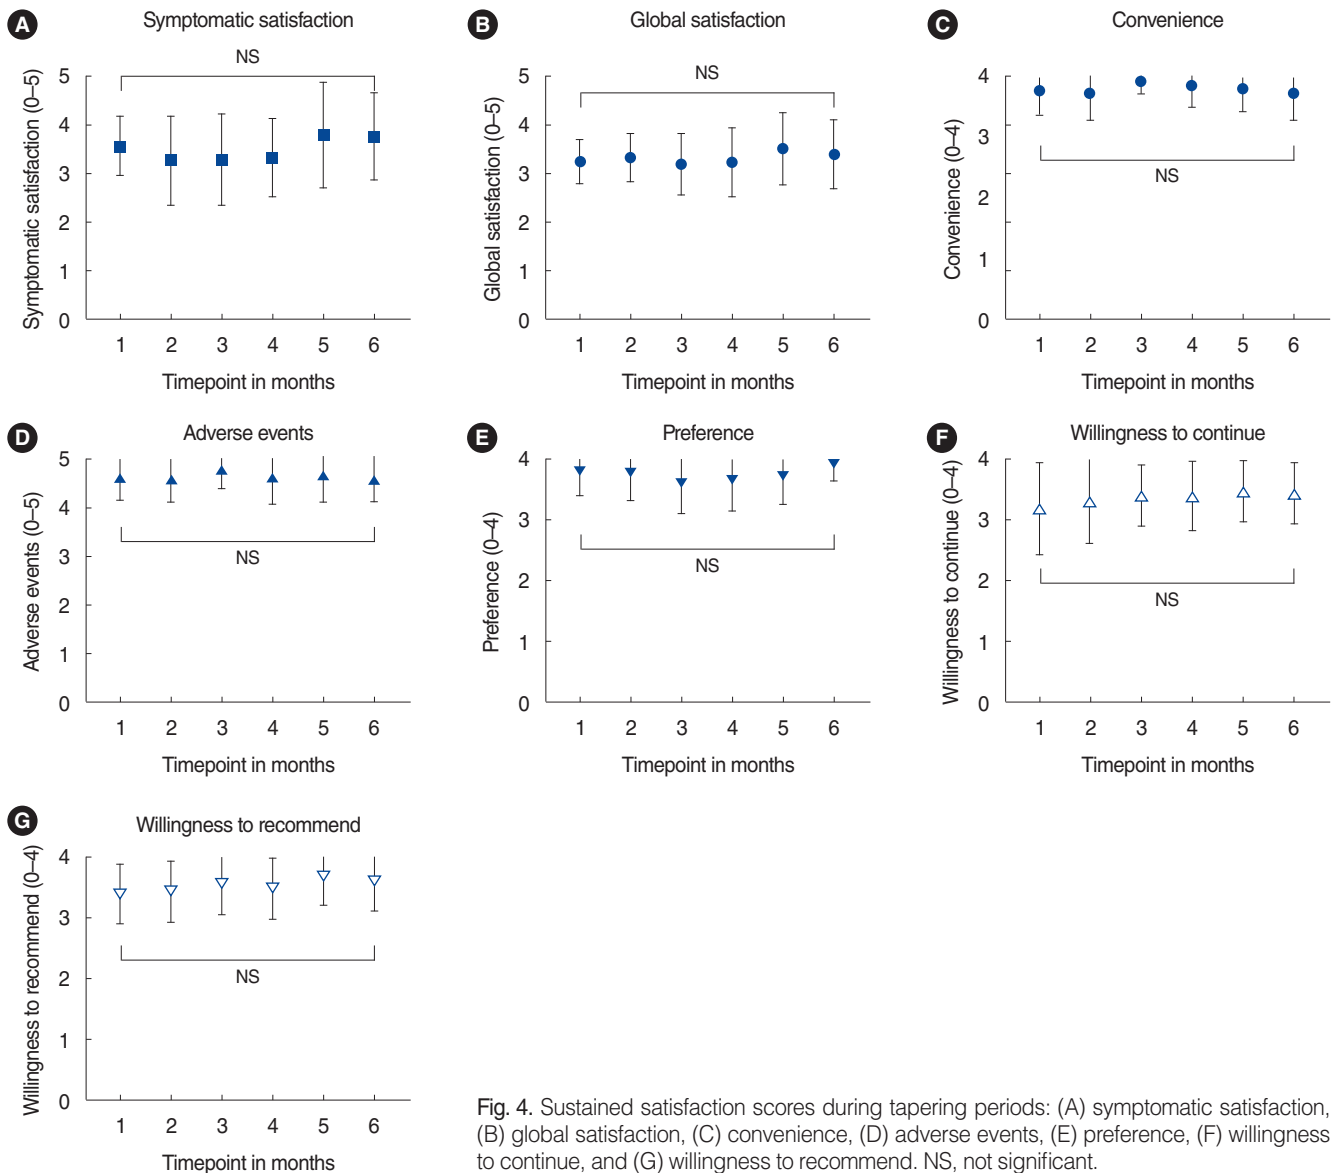 A Symptomatic satisfaction
NS
Symptomatic satisfaction (0–5)
5
4
3
2
1
0
1 2 3 4 5 6
Timepoint in months
B Global satisfaction
NS
Global satisfaction (0–5)
5
4
3
2
1
0
1 2 3 4 5 6
Timepoint in months
C Convenience
NS
Convenience (0–4)
4
3
2
1
0
1 2 3 4 5 6
Timepoint in months
D Adverse events
NS
Adverse events (0–5)
5
4
3
2
1
0
1 2 3 4 5 6
Timepoint in months
E Preference
NS
Preference (0–4)
4
3
2
1
0
1 2 3 4 5 6
Timepoint in months
F Willingness to continue
NS
Willingness to continue (0–4)
4
3
2
1
0
1 2 3 4 5 6
Timepoint in months
G Willingness to recommend
NS
Willingness to recommend (0–4)
4
3
2
1
0
1 2 3 4 5 6
Timepoint in months
Fig. 4. Sustained satisfaction scores during tapering periods: (A) symptomatic satisfaction,
(B) global satisfaction, (C) convenience, (D) adverse events, (E) preference, (F) willingness
to continue, and (G) willingness to recommend. NS, not significant.